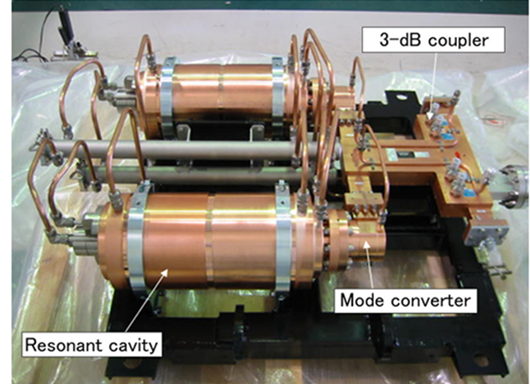 3-dB coupler
Mode converter
Resonant cavity